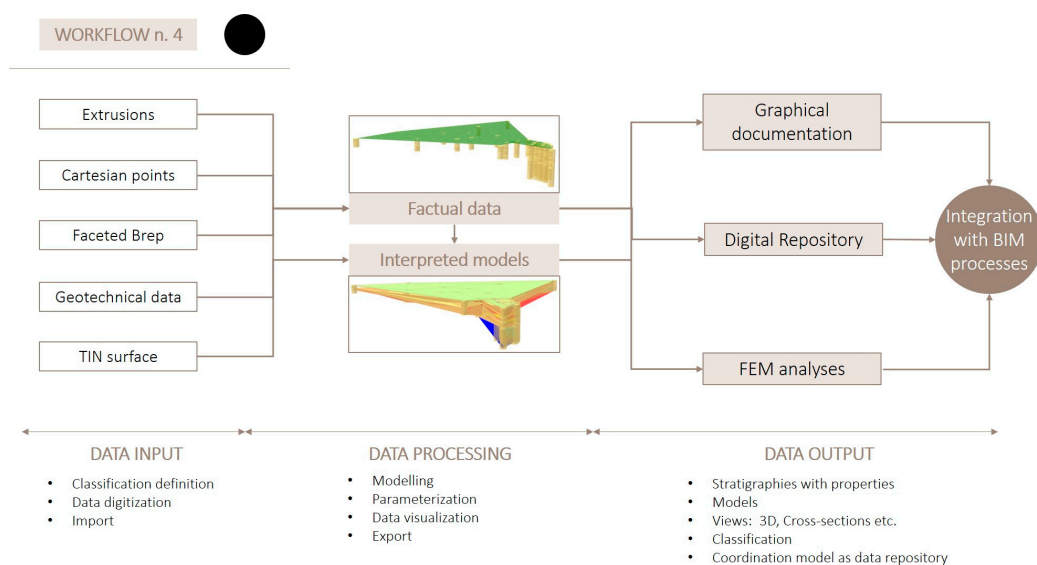 WORKFLOW n. 4
Extrusions
Cartesian points
Faceted Brep
Geotechnical data
TIN surface
Factual data
Interpreted models
Graphical
documentation
Digital Repository
FEM analyses
Integration
with BIM
processes
DATA INPUT
• Classification definition
• Data digitization
• Import
DATA PROCESSING
• Modelling
• Parameterization
• Data visualization
• Export
DATA OUTPUT
• Stratigraphies with properties
• Models
• Views: 3D, Cross-sections etc.
• Classification
• Coordination model as data repository